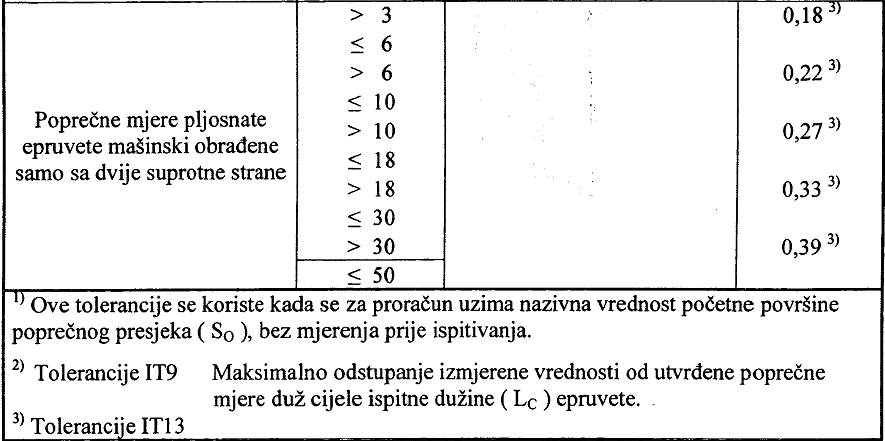 > 3 0,18 3)
≤ 6
> 6 0,22 3)
≤ 10
Poprečne mjere pljosnate
> 10 0,27 3)
epruvete mašinski obrađene
≤ 18
samo sa dvije suprotne strane
> 18 0,33 3)
≤ 30
> 30 0,39 3)
≤ 50
1) Ove tolerancije se koriste kada se za proračun uzima nazivna vrednost početne površine
poprečnog presjeka ( SO ), bez mjerenja prije ispitivanja.
2) Tolerancije IT9 Maksimalno odstupanje izmjerene vrednosti od utvrđene poprečne
mjere duž cijele ispitne dužine ( LC ) epruvete.
3) Tolerancije IT13